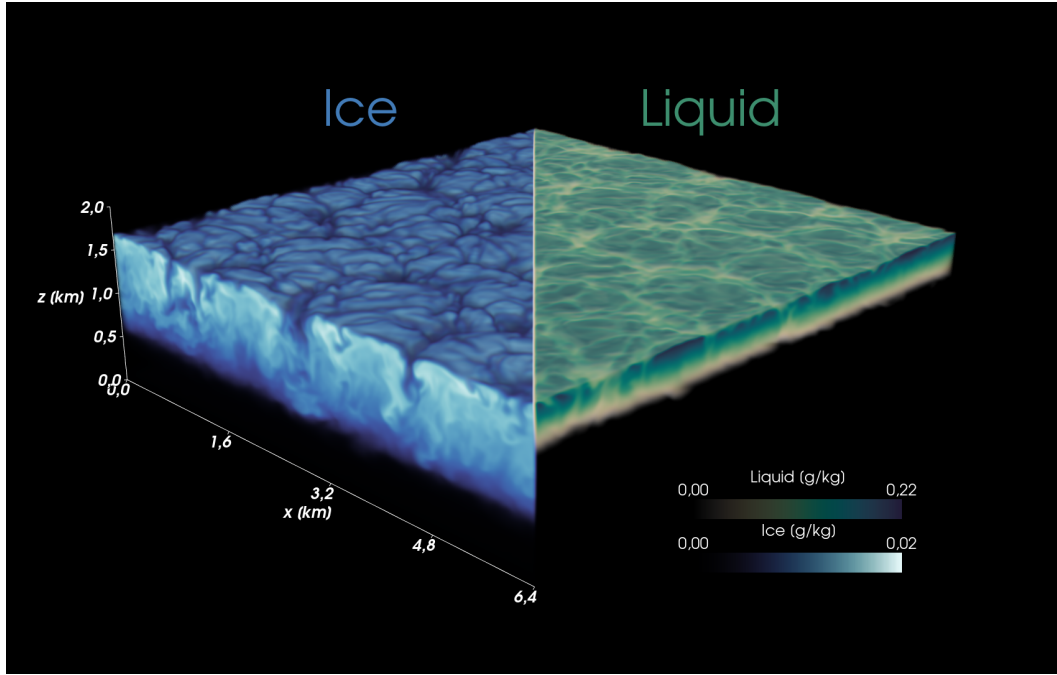 Ice
Liquid
2,0
1,5
z (km)
1,0
0,5
0,0
0,0
1,6
3,2
x (km)
4,8
6,4
Liquid (g/kg)
0,00
0,22
Ice (g/kg)
0,00
0,02